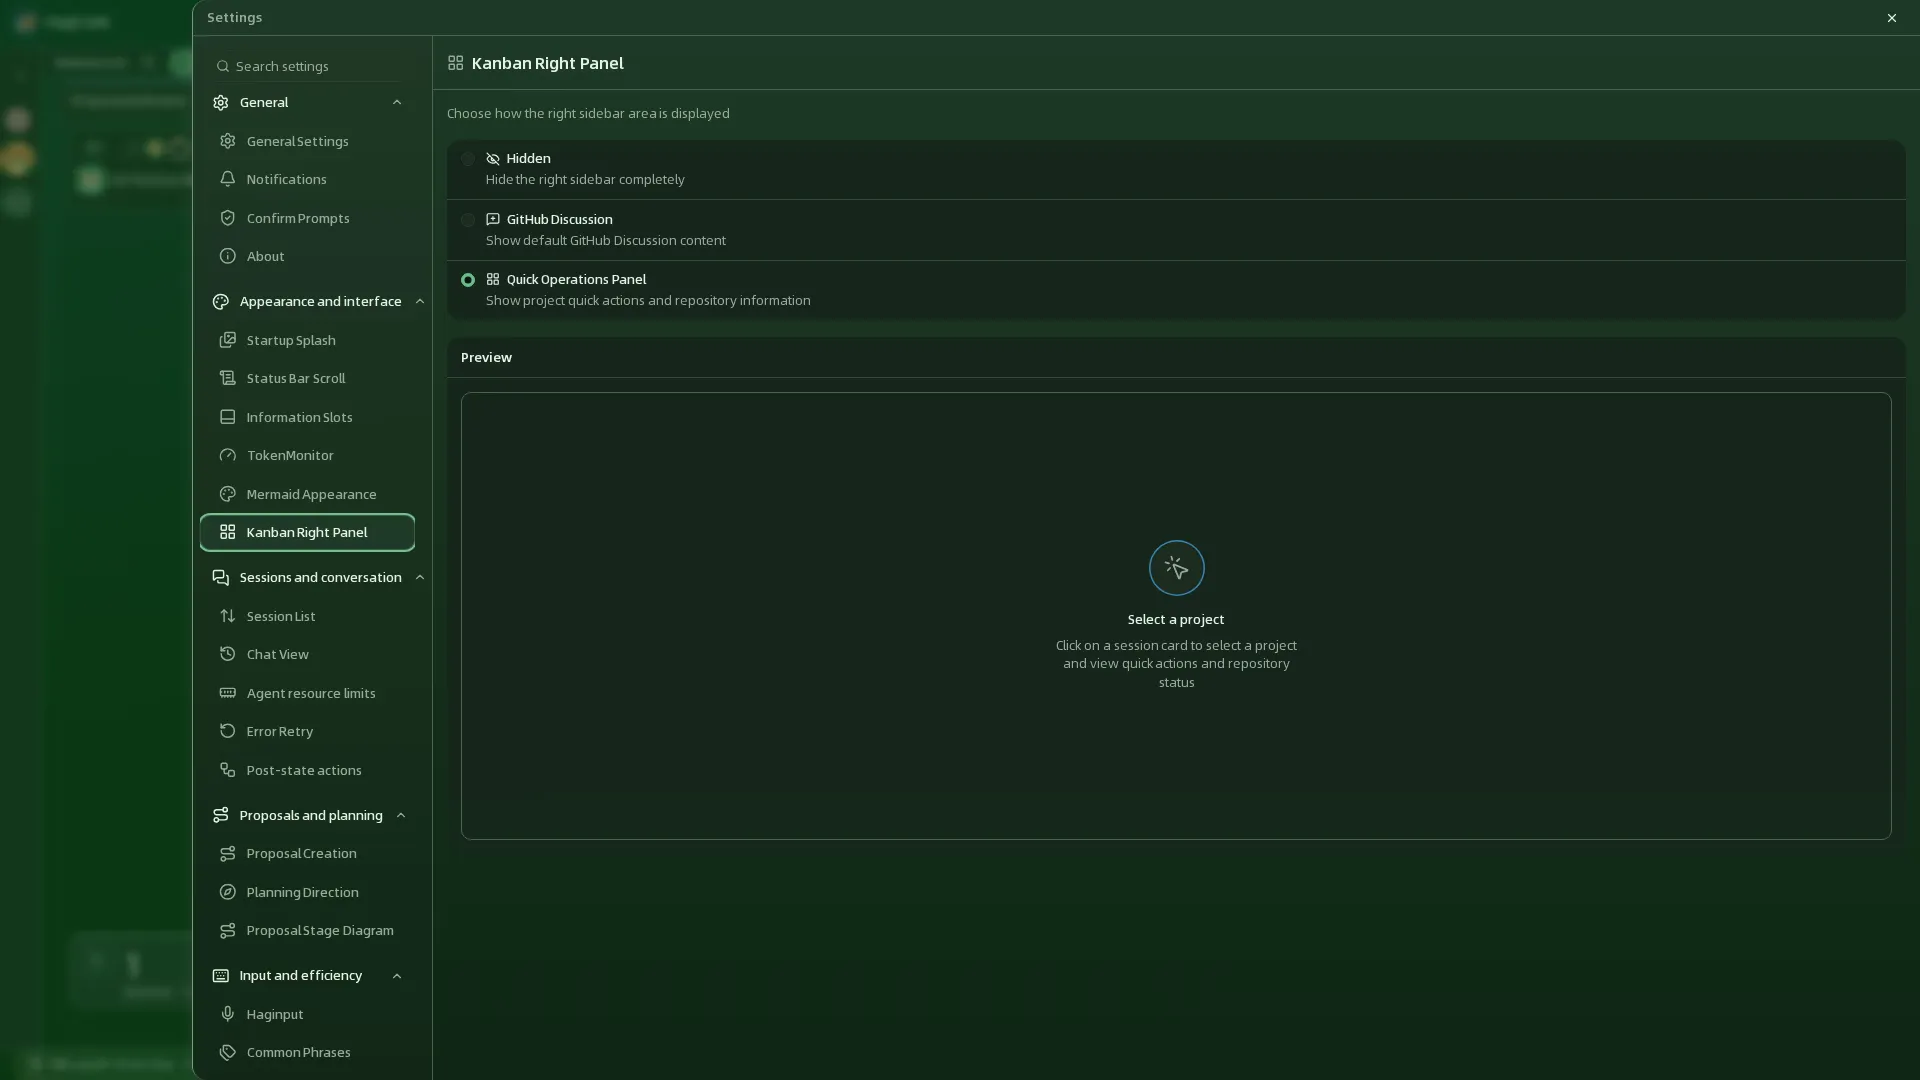 Settings
Search settings
General
General Settings
Notifications
Confirm Prompts
About
Appearance and interface
Startup Splash
Status Bar Scroll
Information Slots
TokenMonitor
Mermaid Appearance
Kanban Right Panel
Sessions and conversation
Session List
Chat View
Agent resource limits
Error Retry
Post-state actions
Proposals and planning
Proposal Creation
Planning Direction
Proposal Stage Diagram
Input and efficiency
Haginput
Common Phrases
Kanban Right Panel
Choose how the right sidebar area is displayed
Hidden
Hide the right sidebar completely
GitHub Discussion
Show default GitHub Discussion content
Quick Operations Panel
Show project quick actions and repository information
Preview
Select a project
Click on a session card to select a project
and view quick actions and repository
status